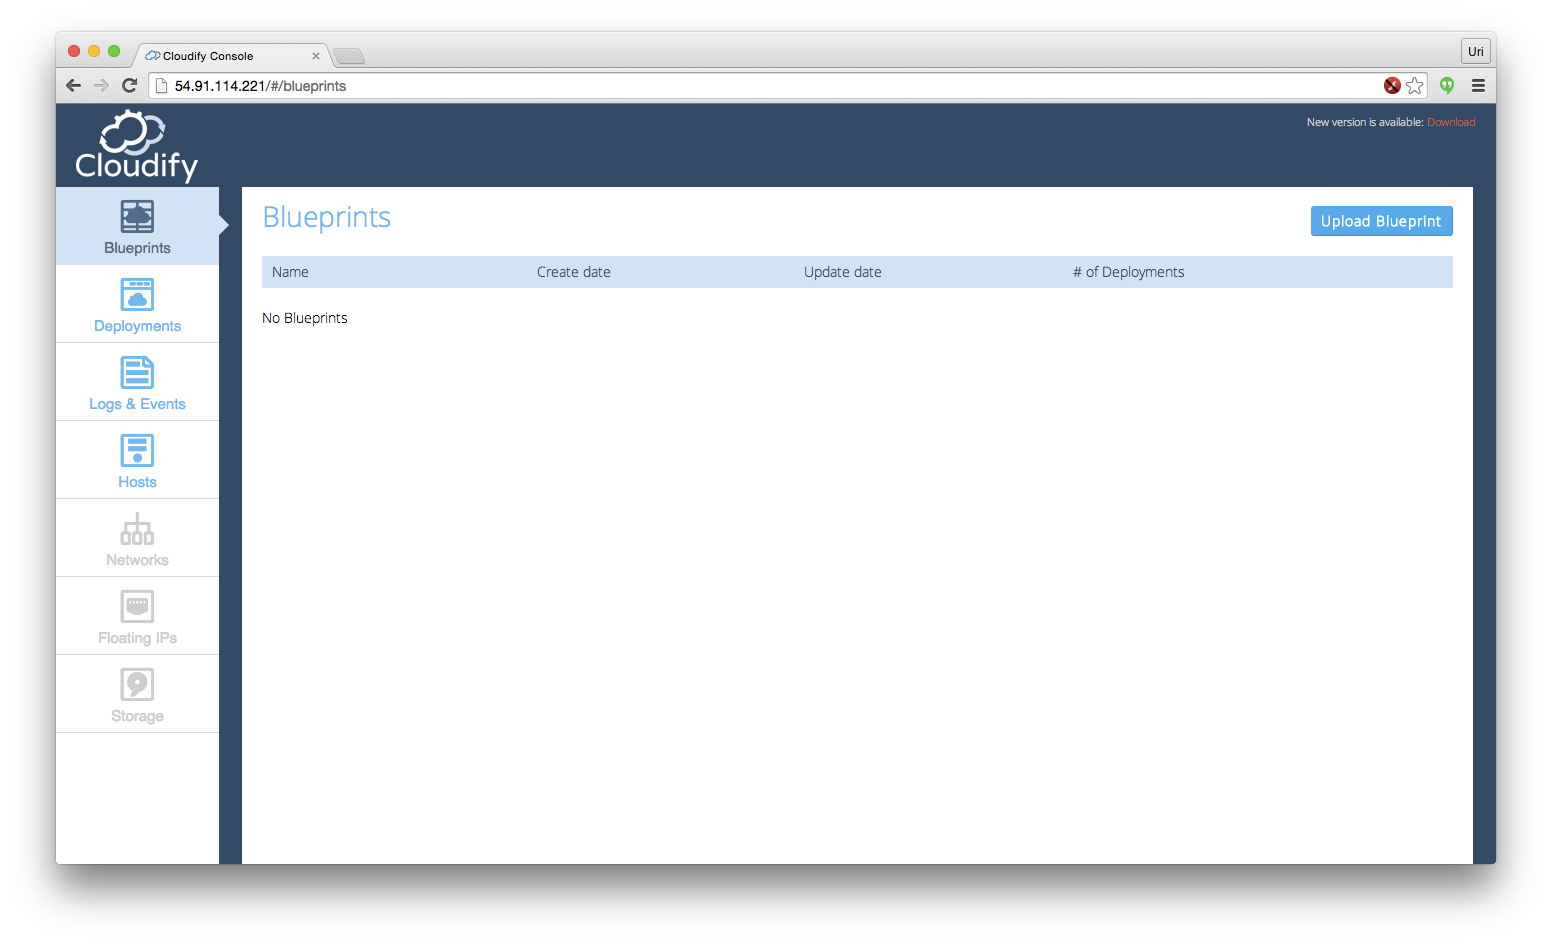 Cloudify Console
Uri
54.91.114.221/#/blueprints
Cloudify
New version is available: Download
Blueprints
Deployments
Logs & Events
Hosts
Networks
Floating IPs
Storage
Blueprints
Upload Blueprint
Name Create date Update date # of Deployments
No Blueprints